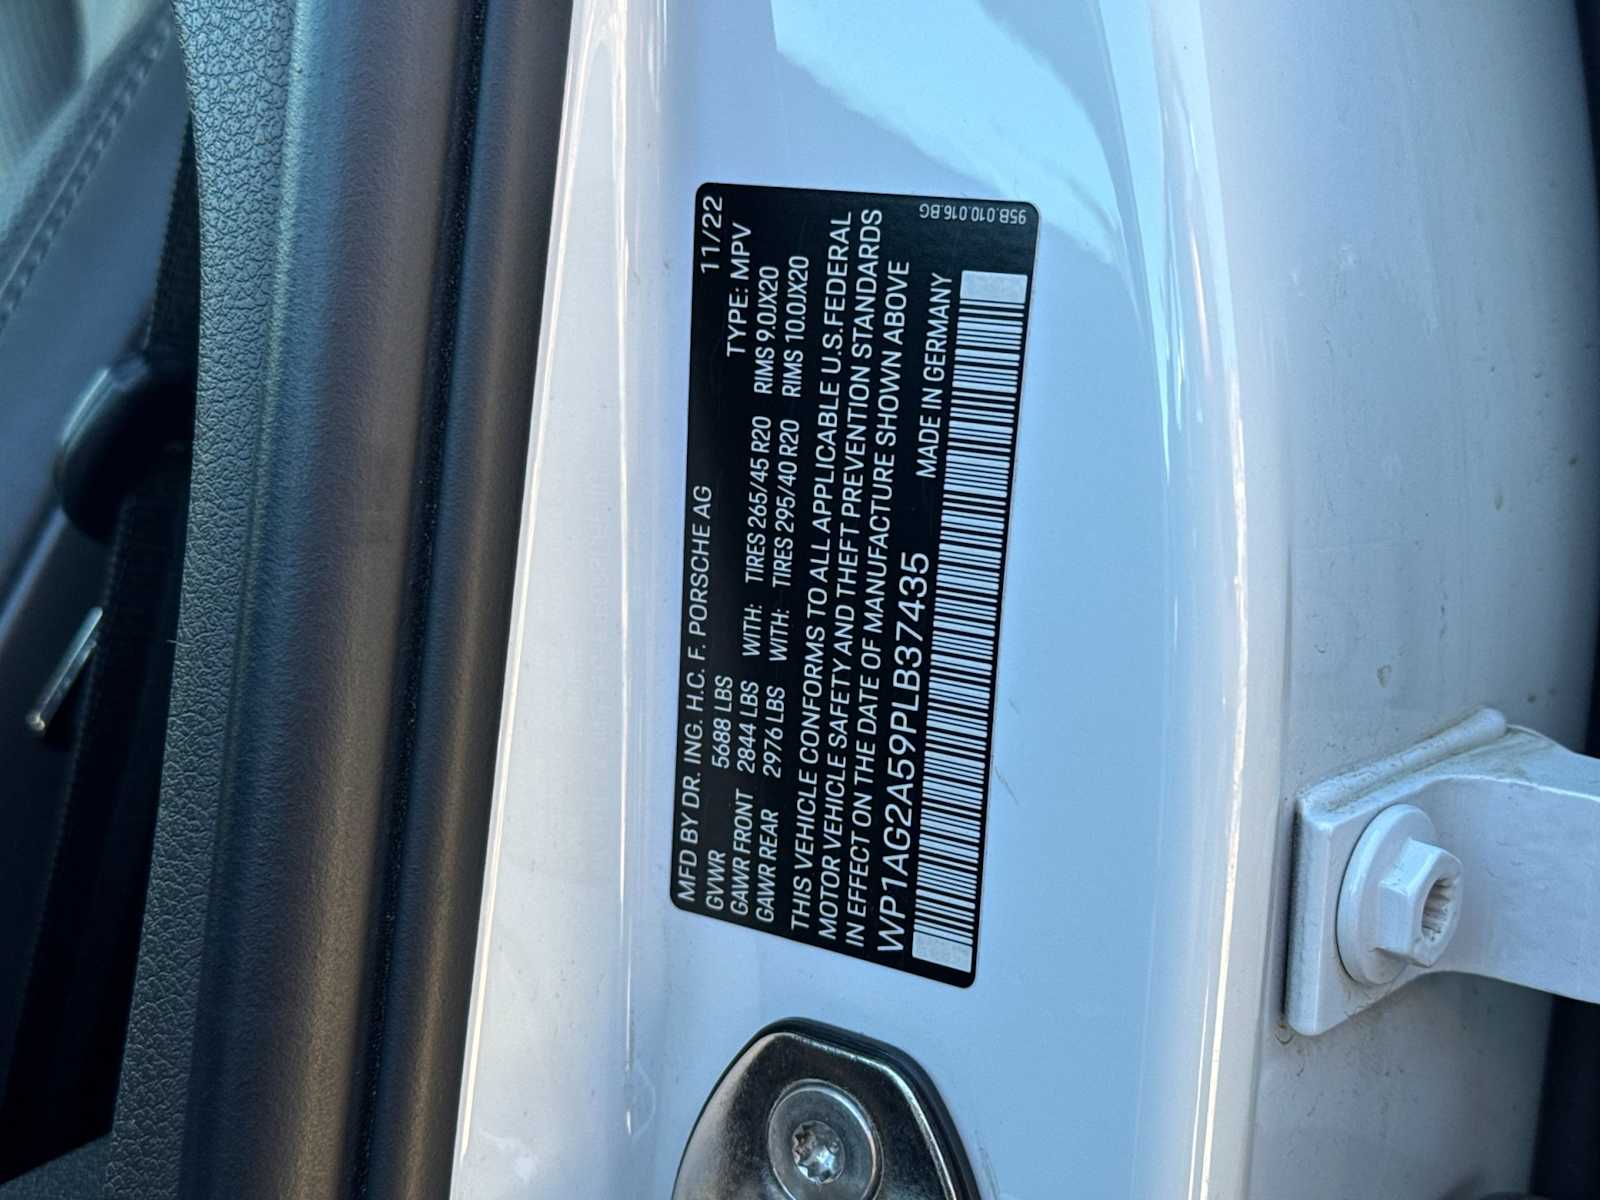 MFD BY DR. ING. H.C. F. PORSCHE AG 11/22
GVWR 5688 LBS TYPE: MPV
GAWR FRONT 2844 LBS WITH: TIRES 265/45 R20 RIMS 9.0JX20
GAWR REAR 2976 LBS WITH: TIRES 295/40 R20 RIMS 10.0JX20
THIS VEHICLE CONFORMS TO ALL APPLICABLE U.S.FEDERAL
MOTOR VEHICLE SAFETY AND THEFT PREVENTION STANDARDS
IN EFFECT ON THE DATE OF MANUFACTURE SHOWN ABOVE
WP1AG2A59PLB37435 MADE IN GERMANY
95B.010.016.BG